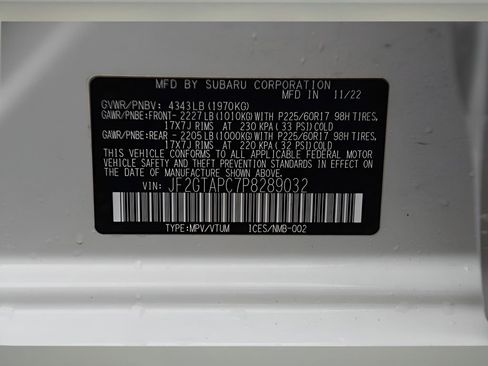 MFD BY SUBARU CORPORATION
MFD IN 11/22
GVWR/PNBV: 4343LB(1970KG)
GAWR/PNBE:FRONT- 2227LB(1010KG)WITH P225/60R17 98H TIRES,
17X7J RIMS AT 230 KPA(33 PSI)COLD
GAWR/PNBE:REAR - 2205LB(1000KG)WITH P225/60R17 98H TIRES,
17X7J RIMS AT 220 KPA(32 PSI)COLD
THIS VEHICLE CONFORMS TO ALL APPLICABLE FEDERAL
MOTOR VEHICLE SAFETY, BUMPER, AND THEFT
PREVENTION STANDARDS IN EFFECT ON THE DATE OF
MANUFACTURE SHOWN ABOVE.
VIN: JF2GTAPC7P8289032
TYPE:MPV/VTUM ICES/NMB-002